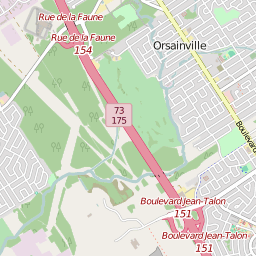 Rue de la Faune
Rue de la Faune
154
Orsainville
73
175
Boulevard
Boulevard Jean-Talon
151
Boulevard Jean-Talon
151